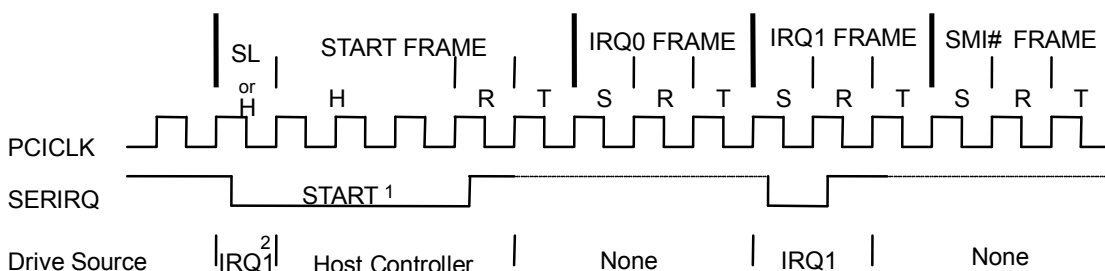 SL or H START FRAME IRQ0 FRAME IRQ1 FRAME SMI# FRAME
H R T S R T S R T S R T
PCICLK
SERIRQ START 1
Drive Source IRQ1 2 Host Controller None IRQ1 None